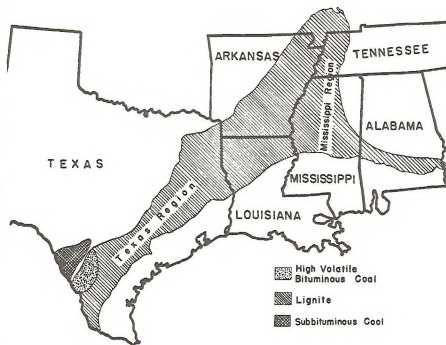 ARKANSAS
TENNESSEE
Mississippi Region
ALABAMA
TEXAS
MISSISSIPPI
Texas Region
LOUISIANA
High Volatile
Bituminous Coal
Lignite
Subbituminous Coal